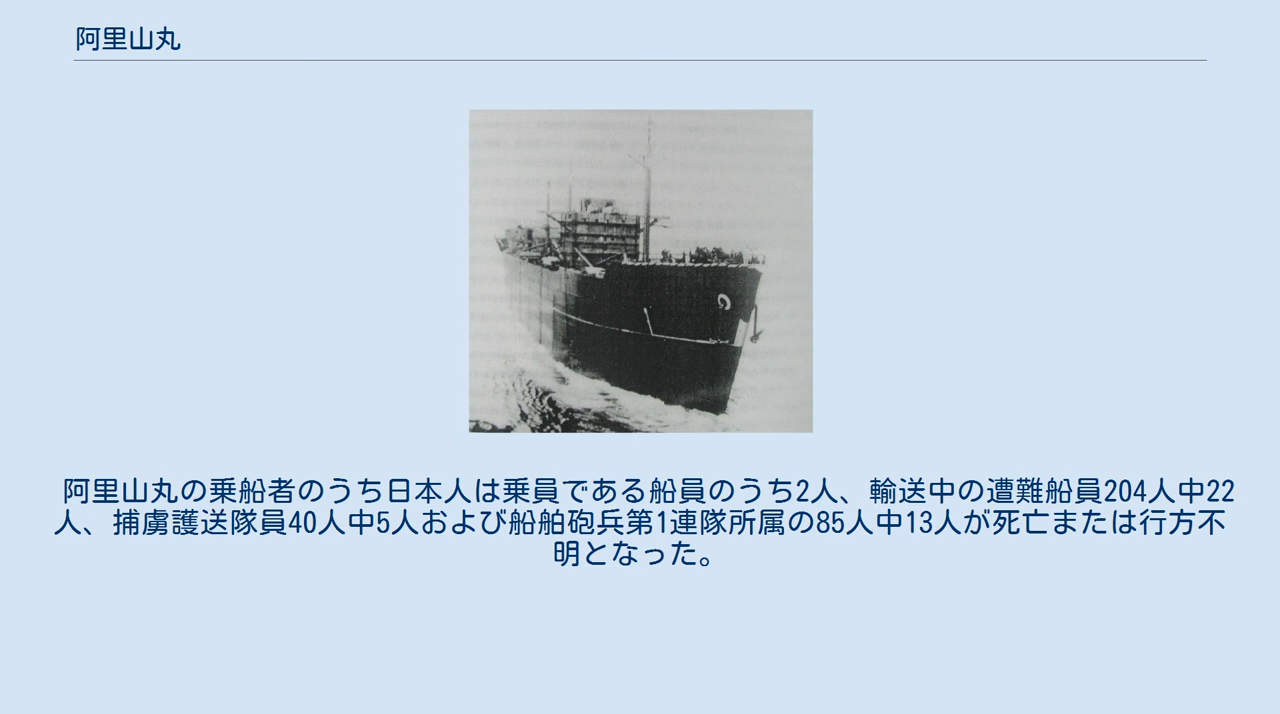 阿里山丸
阿里山丸の乗船者のうち日本人は乗員である船員のうち2人、輸送中の遭難船員204人中22
人、捕虜護送隊員40人中5人および船舶砲兵第1連隊所属の85人中13人が死亡または行方不
明となった。